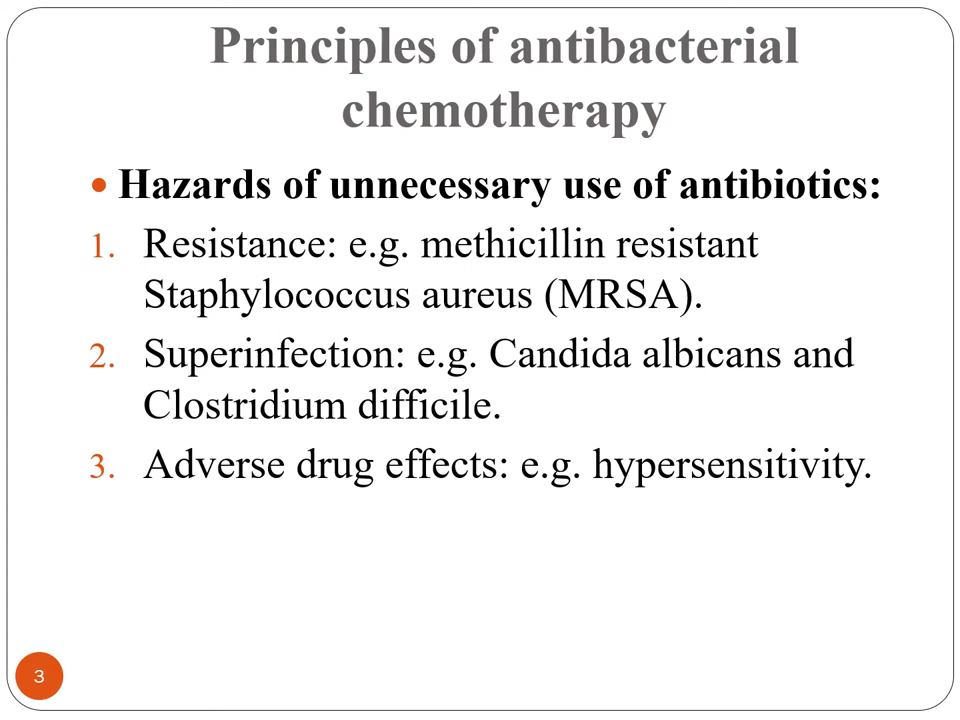 Principles of antibacterial
chemotherapy
• Hazards of unnecessary use of antibiotics:
1. Resistance: e.g. methicillin resistant
Staphylococcus aureus (MRSA).
2. Superinfection: e.g. Candida albicans and
Clostridium difficile.
3. Adverse drug effects: e.g. hypersensitivity.
3